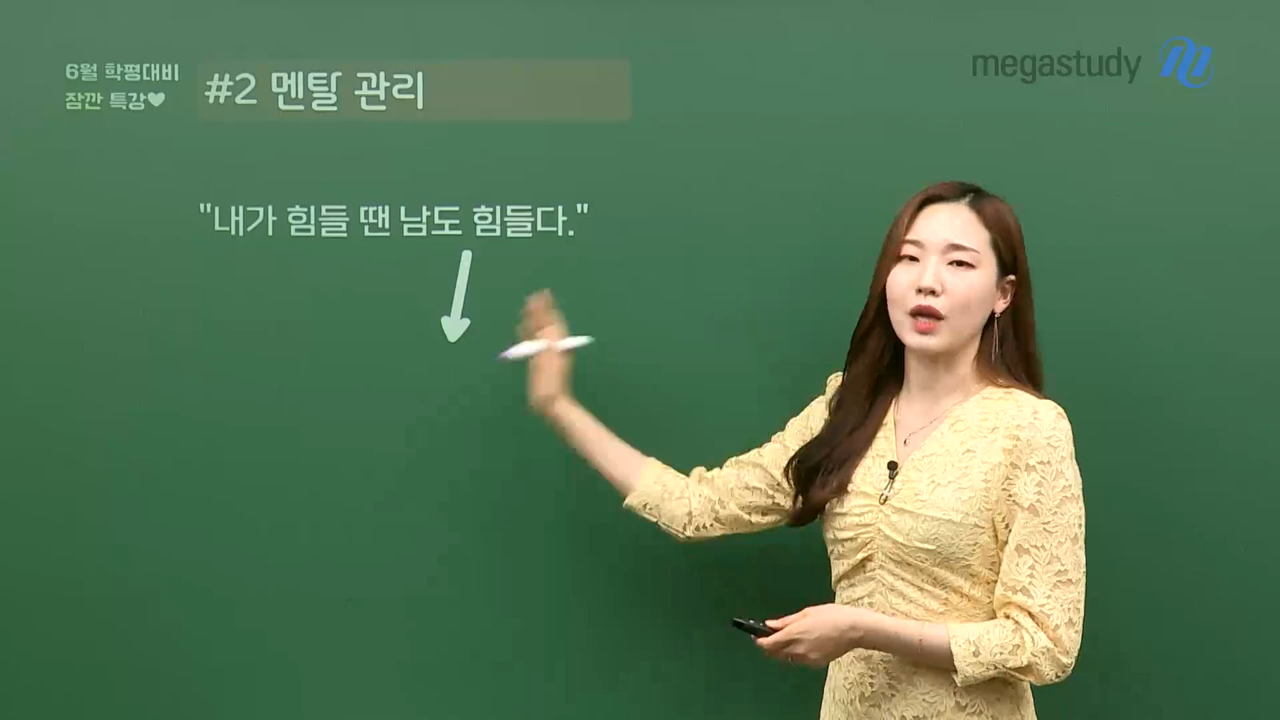 6월 학평대비
잠깐 특강♥
#2 멘탈 관리
megastudy
"내가 힘들 땐 남도 힘들다."